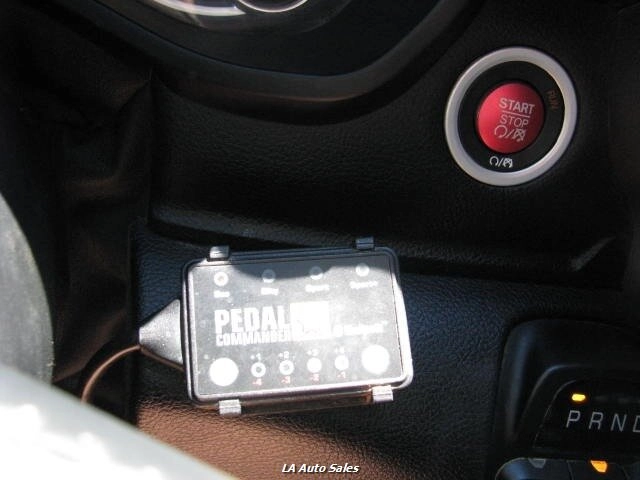 START
STOP
RUN
Eco
City
Sport
Sport+
PEDAL
COMMANDER
+1 +2 +3 +4
-4 -3 -2 -1
P R N D
LA Auto Sales